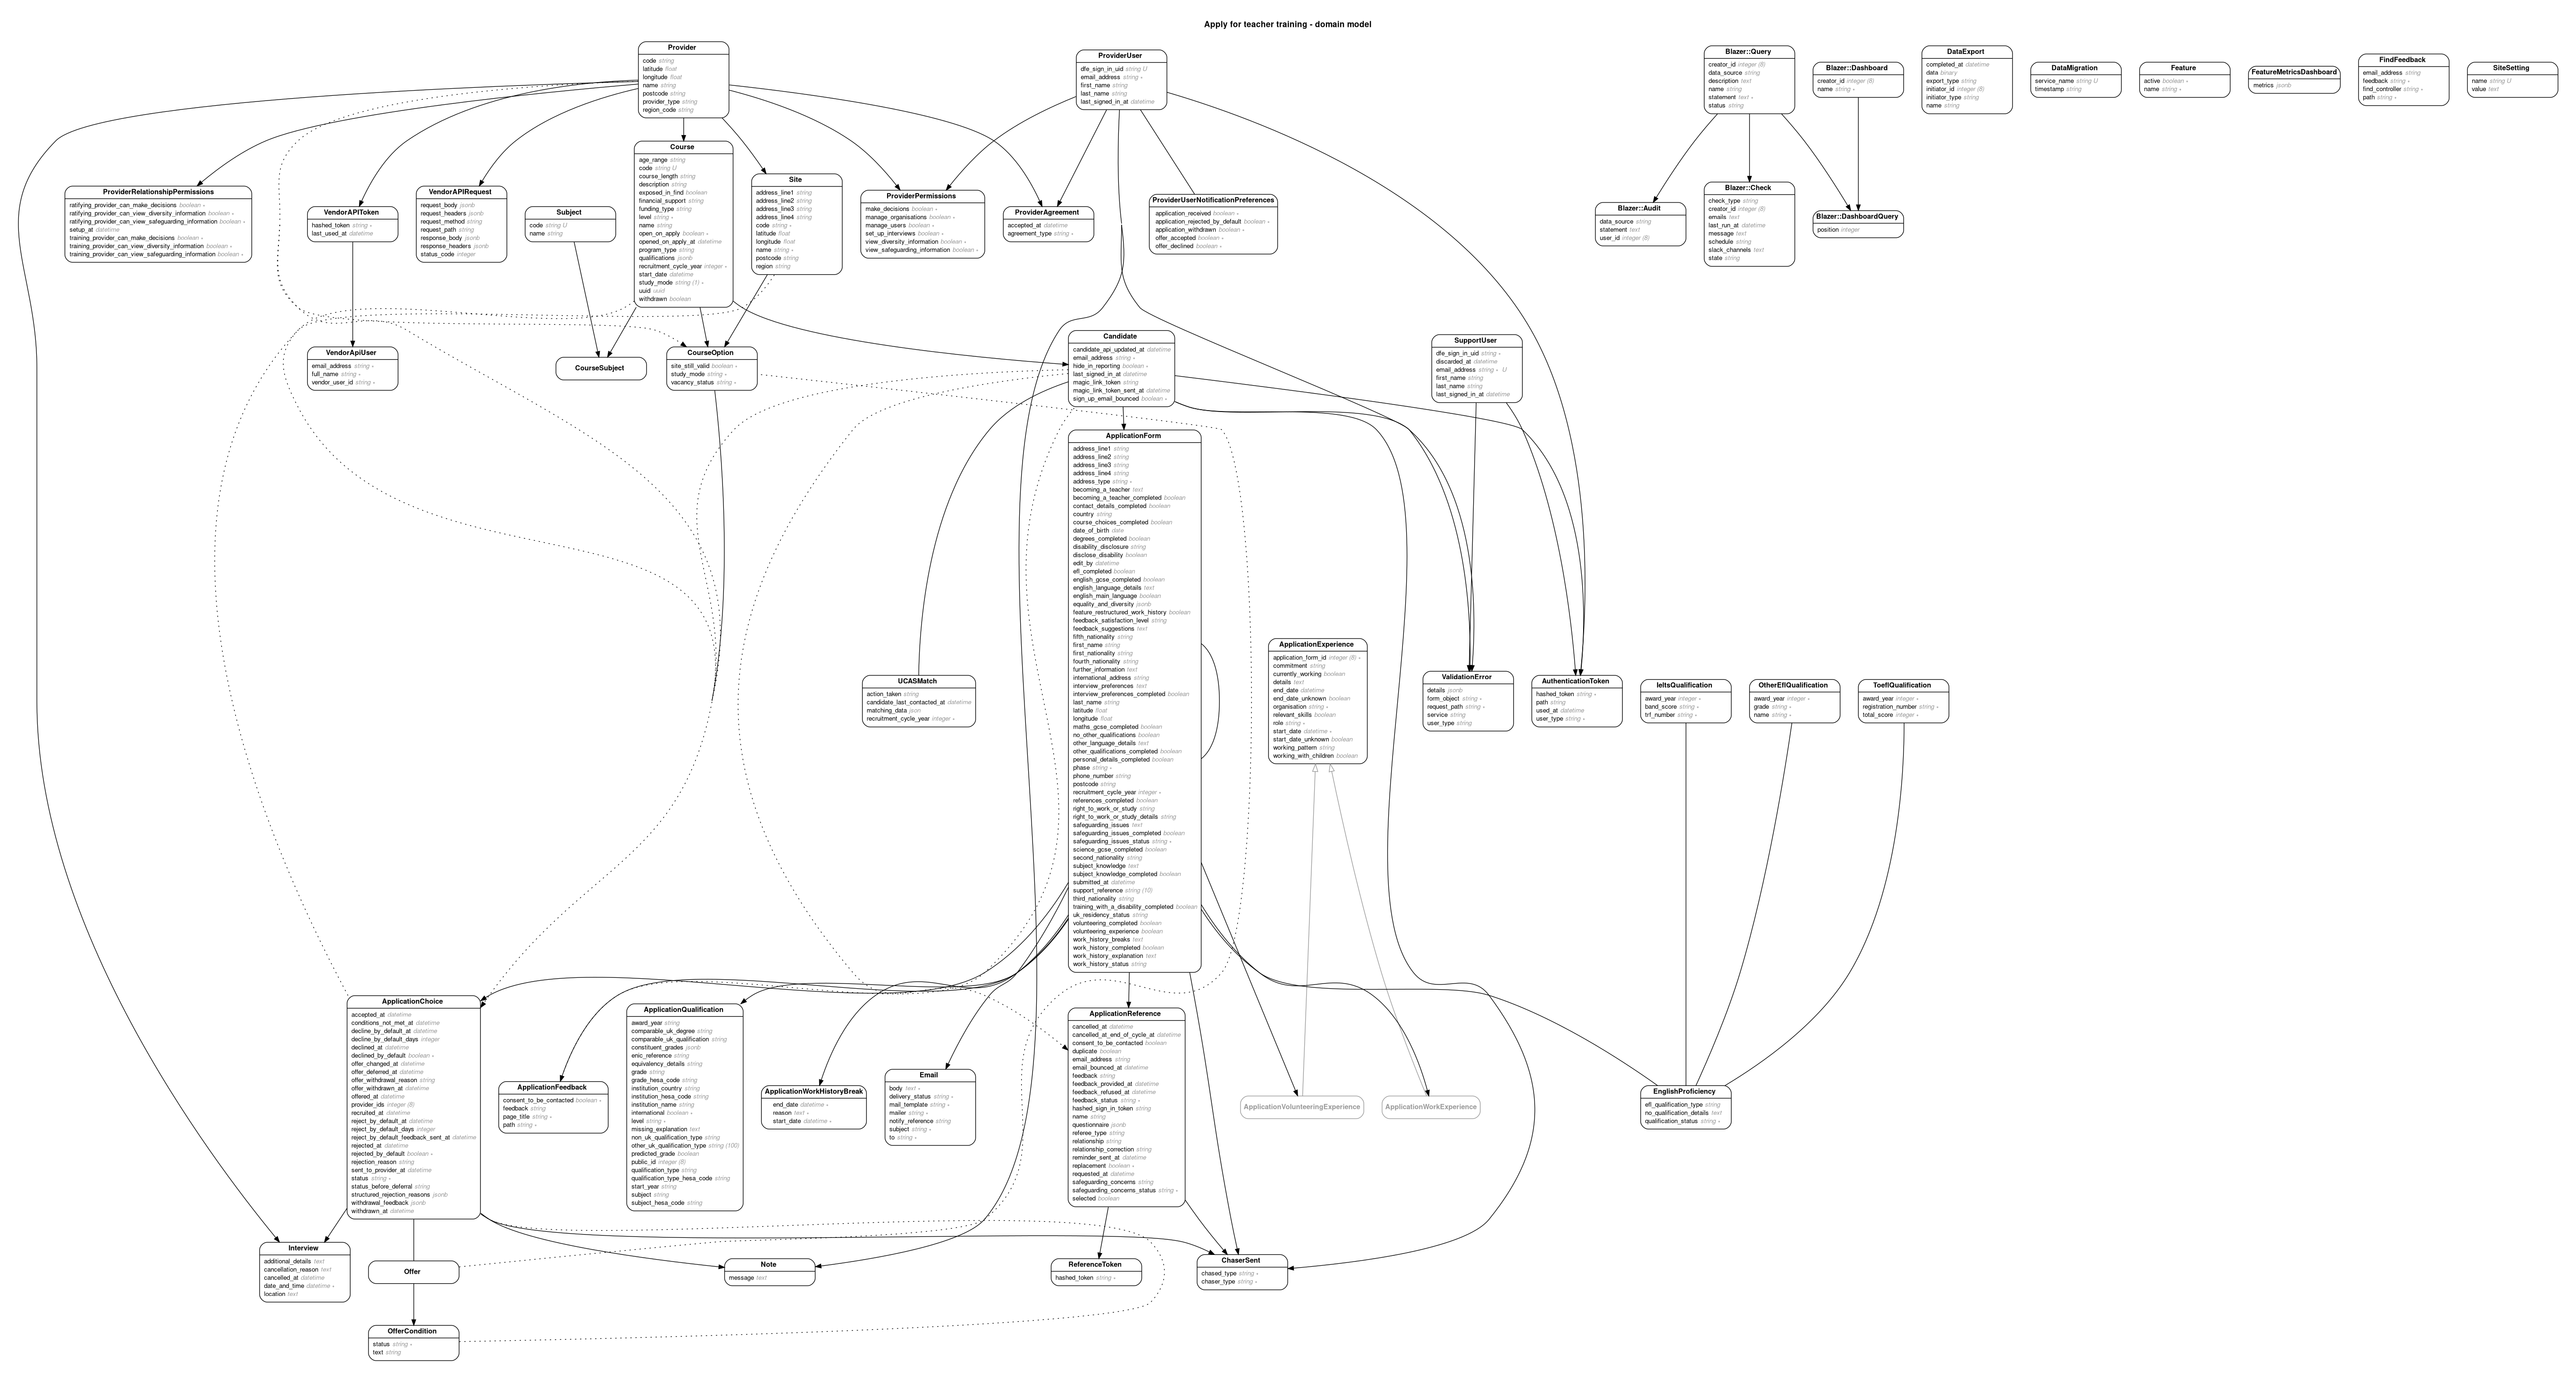 Apply for teacher training - domain model
Provider
code string
latitude float
longitude float
name string
postcode string
provider_type string
region_code string
ProviderUser
dfe_sign_in_uid string U
email_address string ∗
first_name string
last_name string
last_signed_in_at datetime
Blazer::Query
creator_id integer (8)
data_source string
description text
name string
statement text ∗
status string
Blazer::Dashboard
creator_id integer (8)
name string ∗
DataExport
completed_at datetime
data binary
export_type string
initiator_id integer (8)
initiator_type string
name string
DataMigration
service_name string U
timestamp string
Feature
active boolean ∗
name string ∗
FeatureMetricsDashboard
metrics jsonb
FindFeedback
email_address string
feedback string ∗
find_controller string ∗
path string ∗
SiteSetting
name string U
value text
Course
age_range string
code string U
course_length string
description string
exposed_in_find boolean
financial_support string
funding_type string
level string ∗
name string
open_on_apply boolean ∗
opened_on_apply_at datetime
program_type string
qualifications jsonb
recruitment_cycle_year integer ∗
start_date datetime
study_mode string (1) ∗
uuid uuid
withdrawn boolean
Site
address_line1 string
address_line2 string
address_line3 string
address_line4 string
code string ∗
latitude float
longitude float
name string ∗
postcode string
region string
ProviderRelationshipPermissions
ratifying_provider_can_make_decisions boolean ∗
ratifying_provider_can_view_diversity_information boolean ∗
ratifying_provider_can_view_safeguarding_information boolean ∗
setup_at datetime
training_provider_can_make_decisions boolean ∗
training_provider_can_view_diversity_information boolean ∗
training_provider_can_view_safeguarding_information boolean ∗
VendorAPIToken
hashed_token string ∗
last_used_at datetime
VendorAPIRequest
request_body jsonb
request_headers jsonb
request_method string
request_path string
response_body jsonb
response_headers jsonb
status_code integer
Subject
code string U
name string
ProviderPermissions
make_decisions boolean ∗
manage_organisations boolean ∗
manage_users boolean ∗
set_up_interviews boolean ∗
view_diversity_information boolean ∗
view_safeguarding_information boolean ∗
ProviderAgreement
accepted_at datetime
agreement_type string ∗
ProviderUserNotificationPreferences
application_received boolean ∗
application_rejected_by_default boolean ∗
application_withdrawn boolean ∗
offer_accepted boolean ∗
offer_declined boolean ∗
Blazer::Audit
data_source string
statement text
user_id integer (8)
Blazer::Check
check_type string
creator_id integer (8)
emails text
last_run_at datetime
message text
schedule string
slack_channels text
state string
Blazer::DashboardQuery
position integer
VendorApiUser
email_address string ∗
full_name string ∗
vendor_user_id string ∗
CourseSubject
CourseOption
site_still_valid boolean ∗
study_mode string ∗
vacancy_status string ∗
Candidate
candidate_api_updated_at datetime
email_address string ∗
hide_in_reporting boolean ∗
last_signed_in_at datetime
magic_link_token string
magic_link_token_sent_at datetime
sign_up_email_bounced boolean ∗
SupportUser
dfe_sign_in_uid string ∗
discarded_at datetime
email_address string ∗ U
first_name string
last_name string
last_signed_in_at datetime
ApplicationForm
address_line1 string
address_line2 string
address_line3 string
address_line4 string
address_type string ∗
becoming_a_teacher text
becoming_a_teacher_completed boolean
contact_details_completed boolean
country string
course_choices_completed boolean
date_of_birth date
degrees_completed boolean
disability_disclosure string
disclose_disability boolean
edit_by datetime
efl_completed boolean
english_gcse_completed boolean
english_language_details text
english_main_language boolean
equality_and_diversity jsonb
feature_restructured_work_history boolean
feedback_satisfaction_level string
feedback_suggestions text
fifth_nationality string
first_name string
first_nationality string
fourth_nationality string
further_information text
international_address string
interview_preferences text
interview_preferences_completed boolean
last_name string
latitude float
longitude float
maths_gcse_completed boolean
no_other_qualifications boolean
other_language_details text
other_qualifications_completed boolean
personal_details_completed boolean
phase string ∗
phone_number string
postcode string
recruitment_cycle_year integer ∗
references_completed boolean
right_to_work_or_study string
right_to_work_or_study_details string
safeguarding_issues text
safeguarding_issues_completed boolean
safeguarding_issues_status string ∗
science_gcse_completed boolean
second_nationality string
subject_knowledge text
subject_knowledge_completed boolean
submitted_at datetime
support_reference string (10)
third_nationality string
training_with_a_disability_completed boolean
uk_residency_status string
volunteering_completed boolean
volunteering_experience boolean
work_history_breaks text
work_history_completed boolean
work_history_explanation text
work_history_status string
UCASMatch
action_taken string
candidate_last_contacted_at datetime
matching_data json
recruitment_cycle_year integer ∗
ApplicationExperience
application_form_id integer (8) ∗
commitment string
currently_working boolean
details text
end_date datetime
end_date_unknown boolean
organisation string ∗
relevant_skills boolean
role string ∗
start_date datetime ∗
start_date_unknown boolean
working_pattern string
working_with_children boolean
ValidationError
details jsonb
form_object string ∗
request_path string ∗
service string
user_type string
AuthenticationToken
hashed_token string ∗
path string
used_at datetime
user_type string ∗
IeltsQualification
award_year integer ∗
band_score string ∗
trf_number string ∗
OtherEflQualification
award_year integer ∗
grade string ∗
name string ∗
ToeflQualification
award_year integer ∗
registration_number string ∗
total_score integer ∗
ApplicationChoice
accepted_at datetime
conditions_not_met_at datetime
decline_by_default_at datetime
decline_by_default_days integer
declined_at datetime
declined_by_default boolean ∗
offer_changed_at datetime
offer_deferred_at datetime
offer_withdrawal_reason string
offer_withdrawn_at datetime
offered_at datetime
provider_ids integer (8)
recruited_at datetime
reject_by_default_at datetime
reject_by_default_days integer
reject_by_default_feedback_sent_at datetime
rejected_at datetime
rejected_by_default boolean ∗
rejection_reason string
sent_to_provider_at datetime
status string ∗
status_before_deferral string
structured_rejection_reasons jsonb
withdrawal_feedback jsonb
withdrawn_at datetime
ApplicationFeedback
consent_to_be_contacted boolean ∗
feedback string
page_title string ∗
path string ∗
ApplicationQualification
award_year string
comparable_uk_degree string
comparable_uk_qualification string
constituent_grades jsonb
enic_reference string
equivalency_details string
grade string
grade_hesa_code string
institution_country string
institution_hesa_code string
institution_name string
international boolean ∗
level string ∗
missing_explanation text
non_uk_qualification_type string
other_uk_qualification_type string (100)
predicted_grade boolean
public_id integer (8)
qualification_type string
qualification_type_hesa_code string
start_year string
subject string
subject_hesa_code string
ApplicationWorkHistoryBreak
end_date datetime ∗
reason text ∗
start_date datetime ∗
Email
body text ∗
delivery_status string ∗
mail_template string ∗
mailer string ∗
notify_reference string
subject string ∗
to string ∗
ApplicationReference
cancelled_at datetime
cancelled_at_end_of_cycle_at datetime
consent_to_be_contacted boolean
duplicate boolean
email_address string
email_bounced_at datetime
feedback string
feedback_provided_at datetime
feedback_refused_at datetime
feedback_status string ∗
hashed_sign_in_token string
name string
questionnaire jsonb
referee_type string
relationship string
relationship_correction string
reminder_sent_at datetime
replacement boolean ∗
requested_at datetime
safeguarding_concerns string
safeguarding_concerns_status string ∗
selected boolean
ApplicationVolunteeringExperience
ApplicationWorkExperience
EnglishProficiency
efl_qualification_type string
no_qualification_details text
qualification_status string ∗
Interview
additional_details text
cancellation_reason text
cancelled_at datetime
date_and_time datetime ∗
location text
Offer
Note
message text
ReferenceToken
hashed_token string ∗
ChaserSent
chased_type string ∗
chaser_type string ∗
OfferCondition
status string ∗
text string